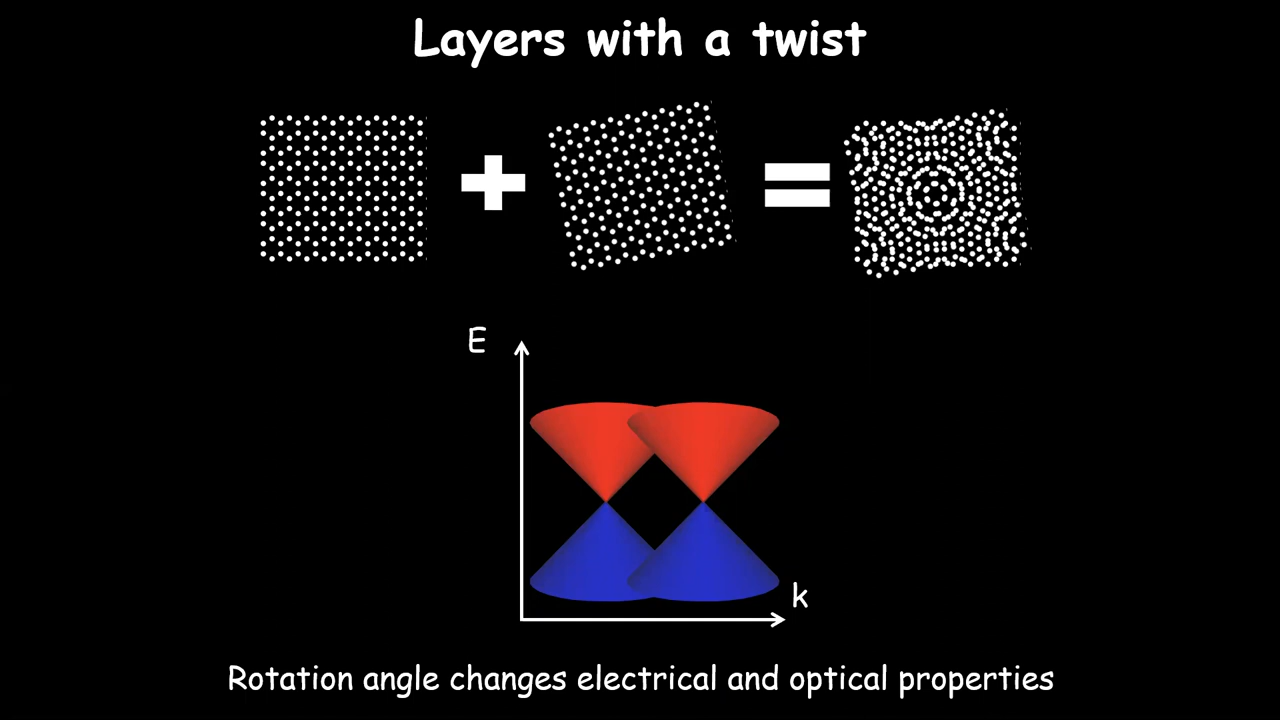 Layers with a twist
E
k
Rotation angle changes electrical and optical properties